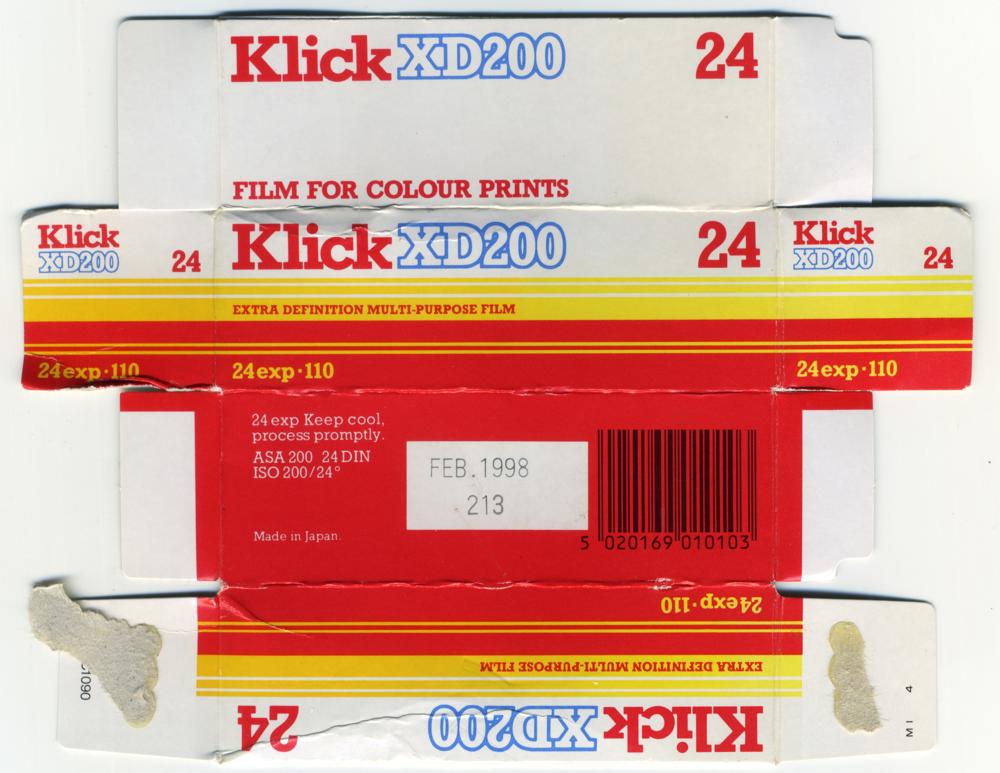 Klick XD200 24
FILM FOR COLOUR PRINTS
Klick
XD200 24
24exp·110
Klick XD200 24
EXTRA DEFINITION MULTI-PURPOSE FILM
24exp·110
Klick
XD200 24
24exp·110
24 exp Keep cool,
process promptly.
ASA 200 24 DIN
ISO 200/24°
Made in Japan.
FEB.1998
213
5 020169 010103
24exp·110
EXTRA DEFINITION MULTI-PURPOSE FILM
Klick XD200 24
1090
M I 4